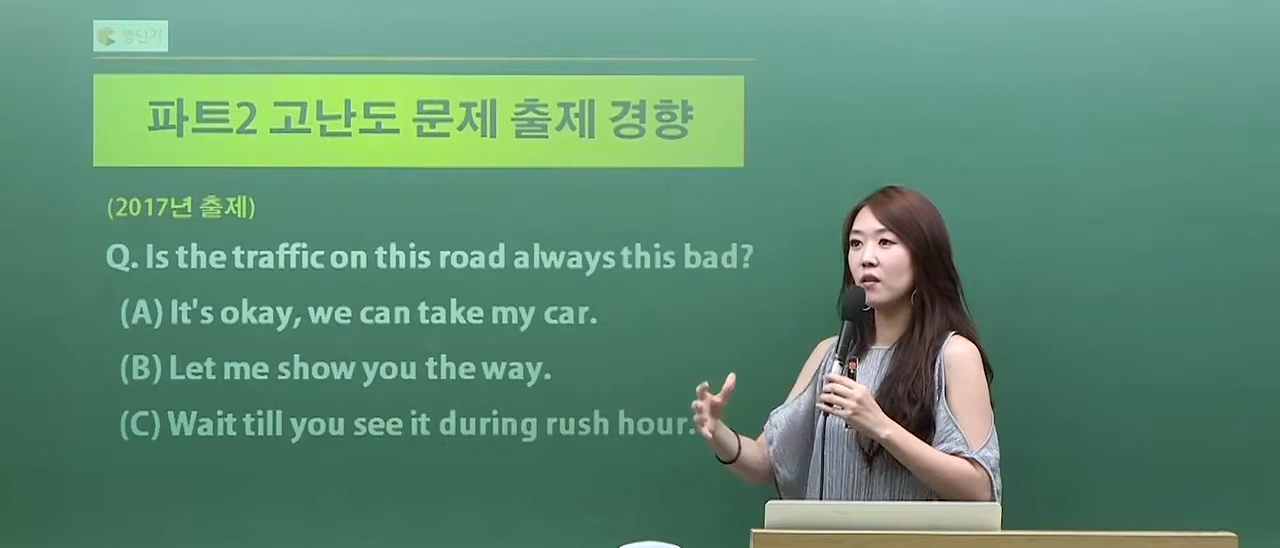 영단기
파트2 고난도 문제 출제 경향
(2017년 출제)
Q. Is the traffic on this road always this bad?
(A) It's okay, we can take my car.
(B) Let me show you the way.
(C) Wait till you see it during rush hour.